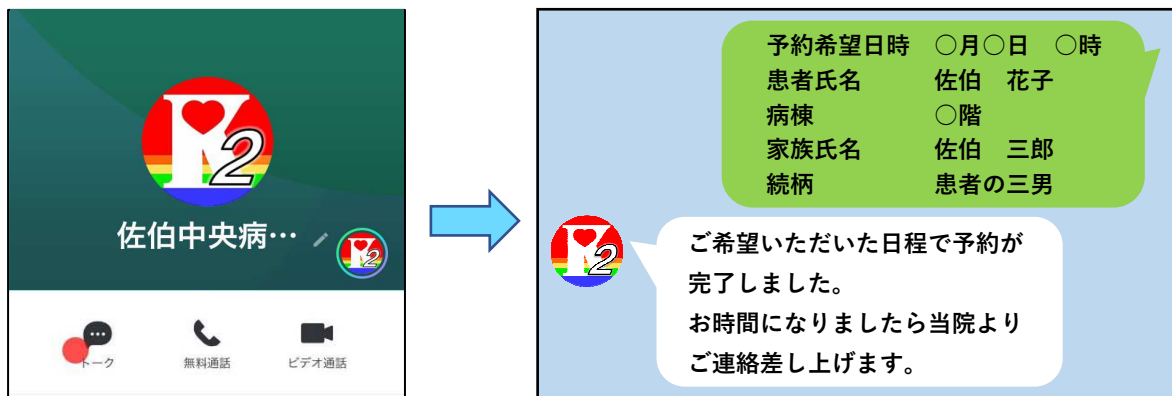 K2
佐伯中央病…
K2
トーク
無料通話
ビデオ通話
予約希望日時　○月○日　○時
患者氏名　佐伯　花子
病棟　○階
家族氏名　佐伯　三郎
続柄　患者の三男
K2
ご希望いただいた日程で予約が
完了しました。
お時間になりましたら当院より
ご連絡差し上げます。